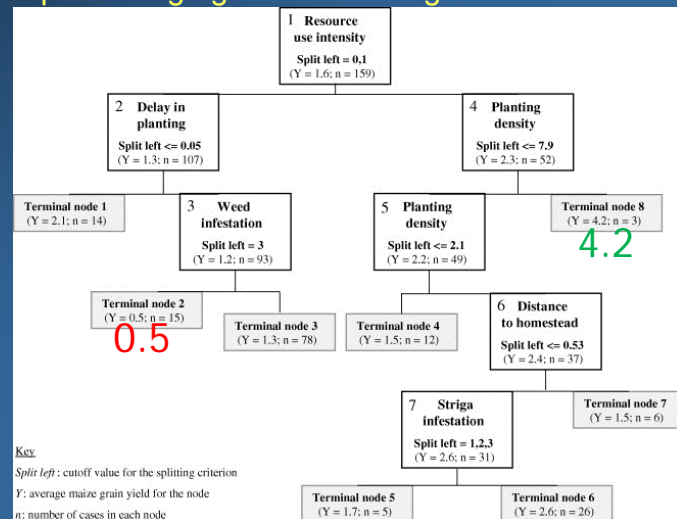 1 Resource
use intensity
Split left = 0,1
(Y = 1.6; n = 159)
2 Delay in
planting
Split left <= 0.05
(Y = 1.3; n = 107)
4 Planting
density
Split left <= 7.9
(Y = 2.3; n = 52)
Terminal node 1
(Y = 2.1; n = 14)
3 Weed
infestation
Split left = 3
(Y = 1.2; n = 93)
5 Planting
density
Split left <= 2.1
(Y = 2.2; n = 49)
Terminal node 8
(Y = 4.2; n = 3)
4.2
Terminal node 2
(Y = 0.5; n = 15)
0.5
Terminal node 3
(Y = 1.3; n = 78)
Terminal node 4
(Y = 1.5; n = 12)
6 Distance
to homestead
Split left <= 0.53
(Y = 2.4; n = 37)
7 Striga
infestation
Split left = 1,2,3
(Y = 2.6; n = 31)
Terminal node 7
(Y = 1.5; n = 6)
Key
Split left : cutoff value for the splitting criterion
Y: average maize grain yield for the node
n: number of cases in each node
Terminal node 5
(Y = 1.7; n = 5)
Terminal node 6
(Y = 2.6; n = 26)